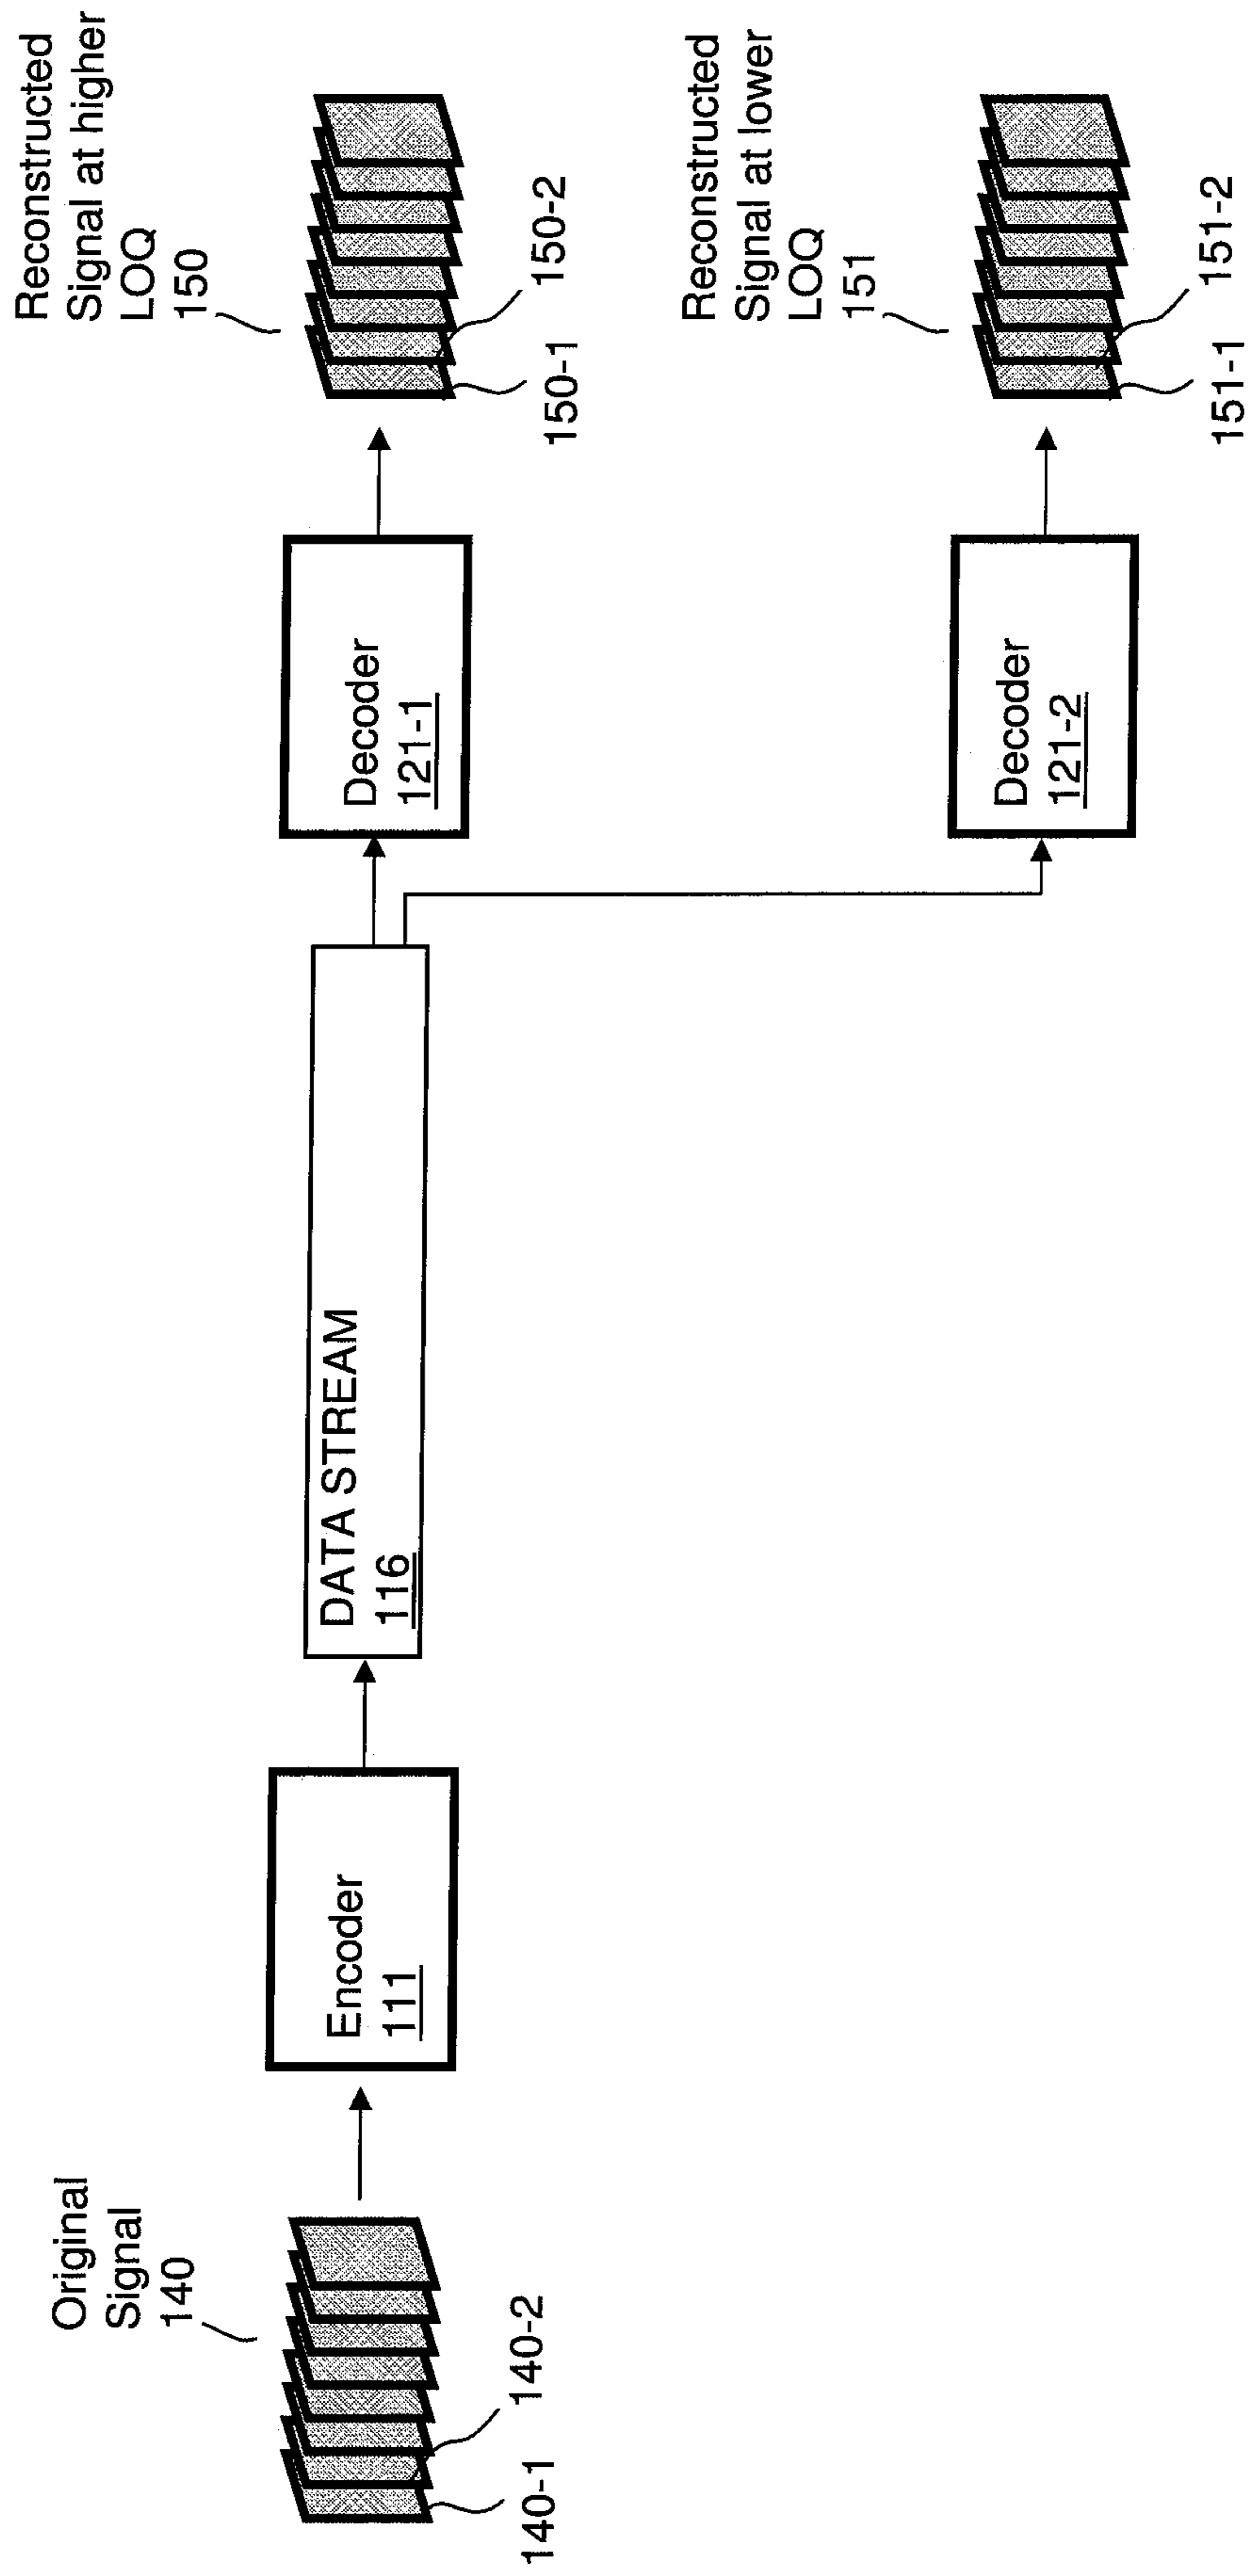 Original
Signal
140
140-1
140-2
Encoder
111
DATA STREAM
116
Decoder
121-1
Reconstructed
Signal at higher
LOQ
150
150-1
150-2
Decoder
121-2
Reconstructed
Signal at lower
LOQ
151
151-1
151-2